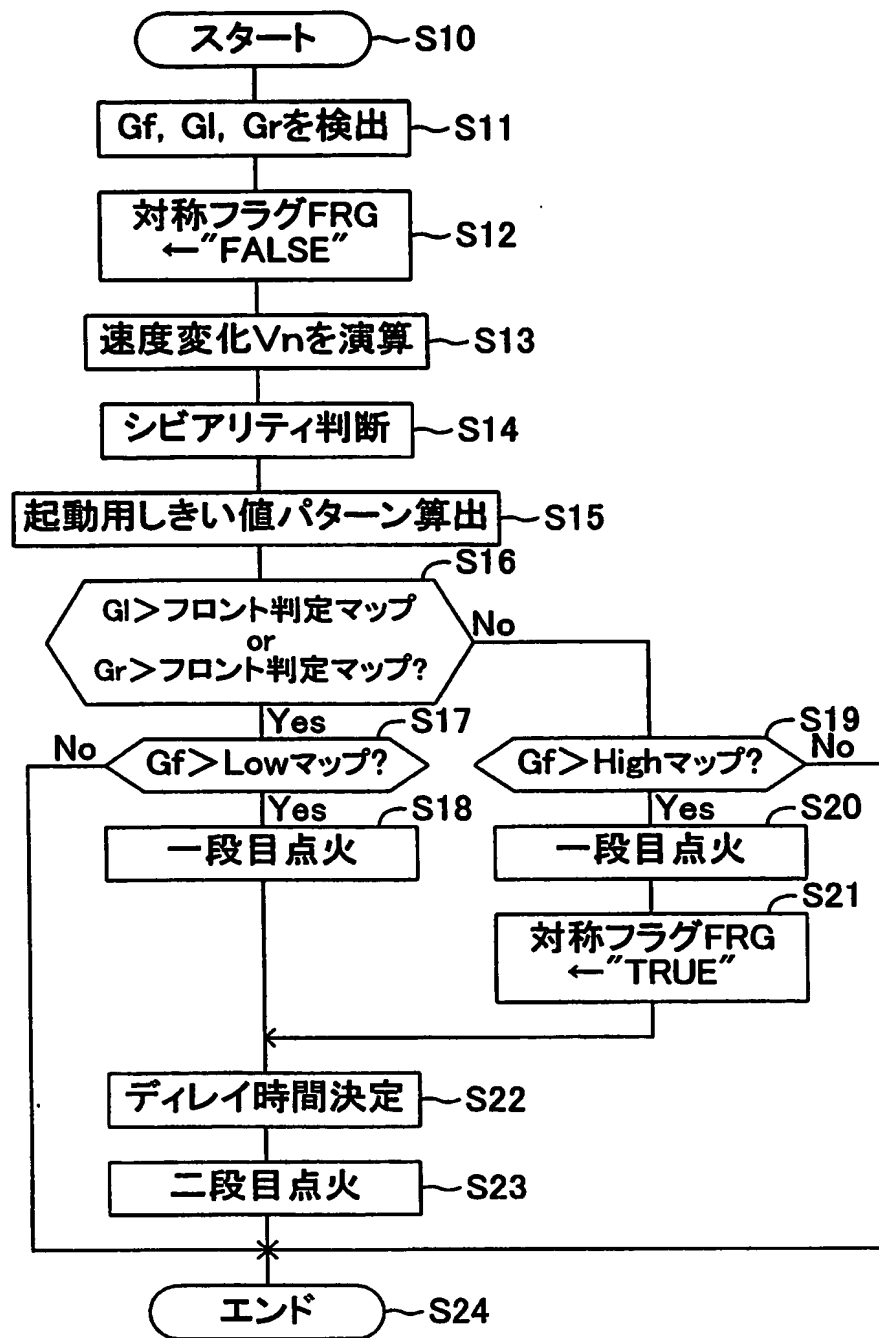 スタート S10
Gf, Gl, Grを検出 S11
対称フラグFRG
←"FALSE" S12
速度変化Vnを演算 S13
シビアリティ判断 S14
起動用しきい値パターン算出 S15
S16
Gl>フロント判定マップ
or
Gr>フロント判定マップ?
No
Yes
S17
No
Gf>Lowマップ?
S19
Gf>Highマップ?
No
Yes
S18
一段目点火
Yes
S20
一段目点火
S21
対称フラグFRG
←"TRUE"
ディレイ時間決定 S22
二段目点火 S23
エンド S24